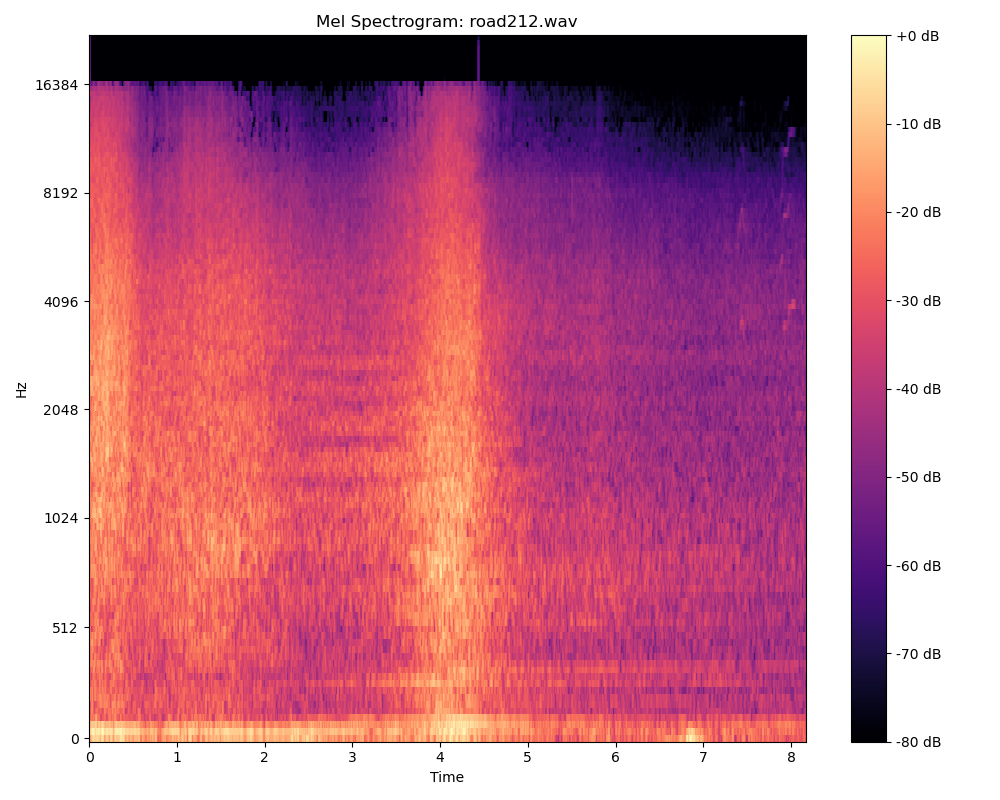 Mel Spectrogram: road212.wav
Hz
16384
8192
4096
2048
1024
512
0
0 1 2 3 4 5 6 7 8
Time
+0 dB
-10 dB
-20 dB
-30 dB
-40 dB
-50 dB
-60 dB
-70 dB
-80 dB